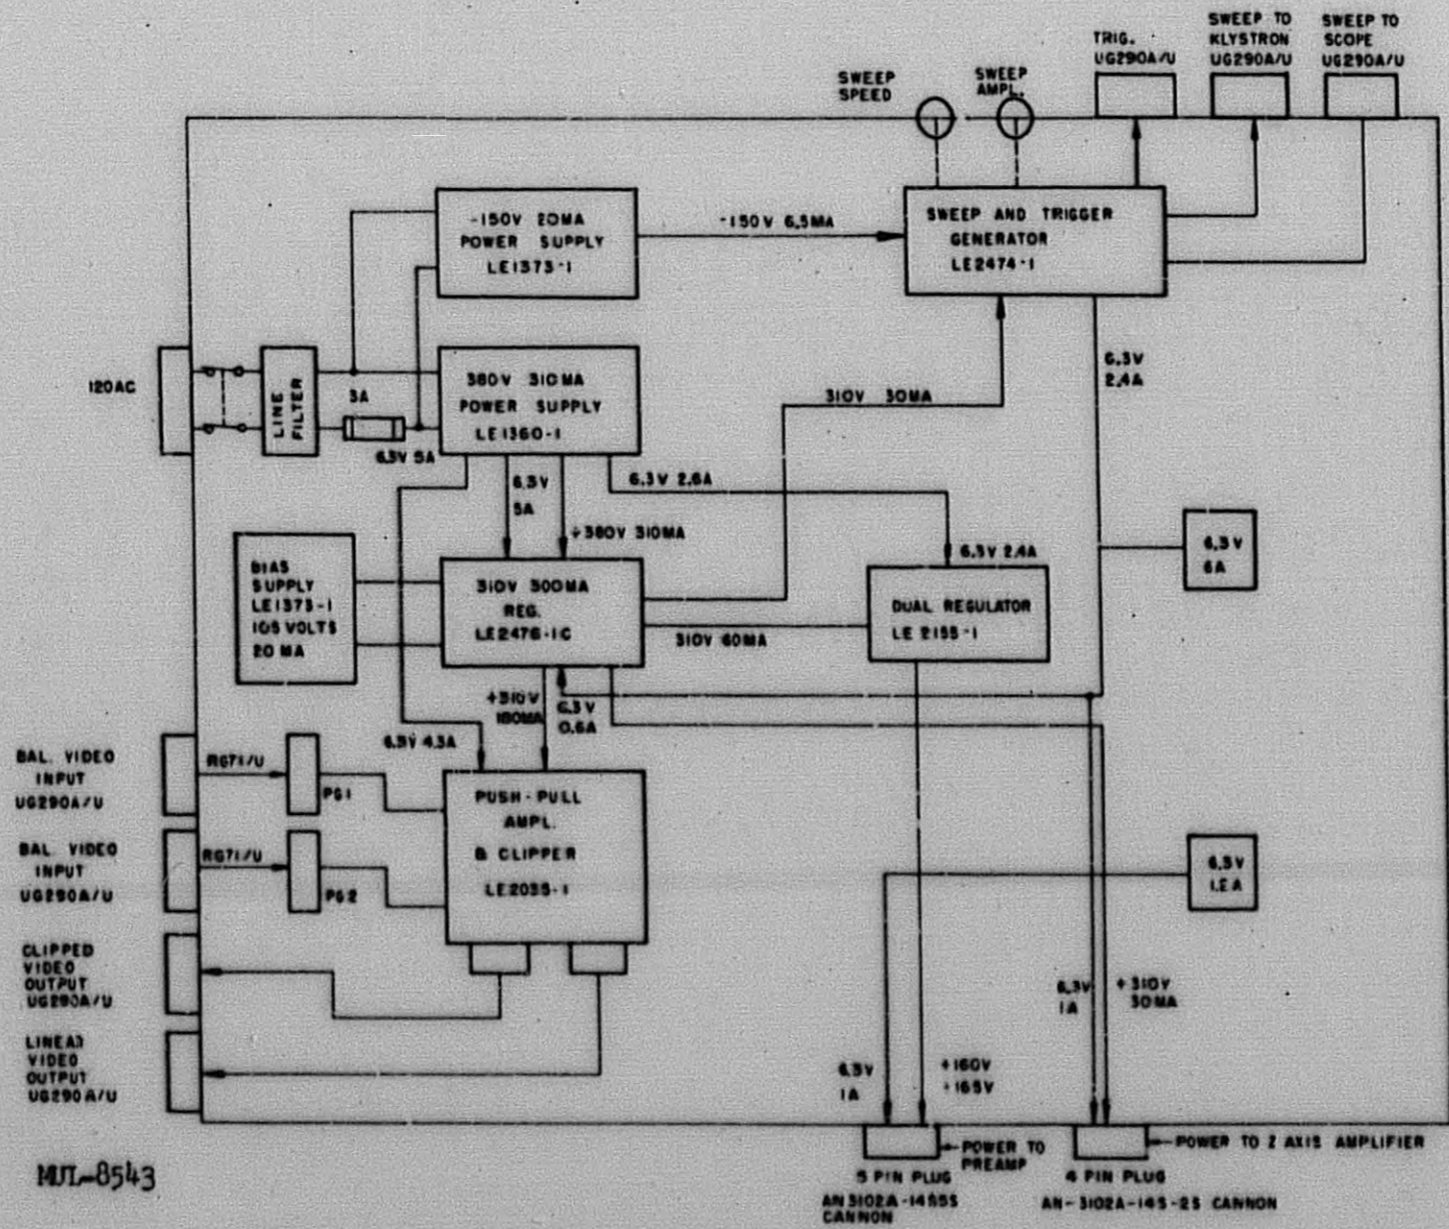 TRIG.
UG290A/U
SWEEP TO
KLYSTRON
UG290A/U
SWEEP TO
SCOPE
UG290A/U
SWEEP
SPEED
SWEEP
AMPL.
-150V 20MA
POWER SUPPLY
LE1373-1
-150V 6.5MA
SWEEP AND TRIGGER
GENERATOR
LE2474-1
120AC
LINE
FILTER
3A
380V 310MA
POWER SUPPLY
LE1360-1
310V 30MA
6.3V
2.4A
6.3V 5A
6.3V
5A
+380V 310MA
6.3V 2.6A
6.3V 2.4A
6.3V
6A
BIAS
SUPPLY
LE1373-1
105 VOLTS
20 MA
310V 300MA
REG.
LE2476-1C
310V 60MA
DUAL REGULATOR
LE 2155-1
+310V
180MA
6.3V
0.6A
6.3V 4.3A
BAL. VIDEO
INPUT
UG290A/U
RG71/U
PG1
BAL. VIDEO
INPUT
UG290A/U
RG71/U
PG2
PUSH-PULL
AMPL.
& CLIPPER
LE2035-1
6.3V
1.2A
CLIPPED
VIDEO
OUTPUT
UG290A/U
LINEAR
VIDEO
OUTPUT
UG290A/U
6.3V
1A
+310V
30MA
6.3V
1A
+160V
+165V
POWER TO
PREAMP
POWER TO Z AXIS AMPLIFIER
5 PIN PLUG
AN3102A-14S5S
CANNON
4 PIN PLUG
AN-3102A-14S-2S CANNON
MUL-8543